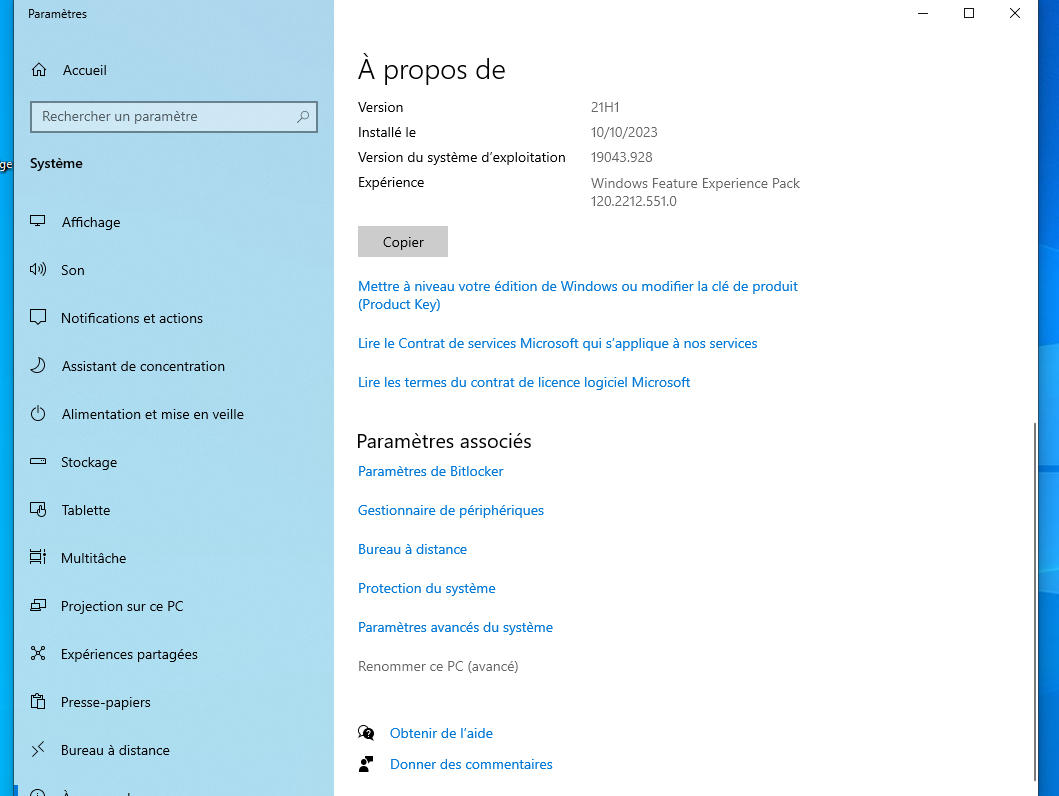 Paramètres
Accueil
Rechercher un paramètre
Système
Affichage
Son
Notifications et actions
Assistant de concentration
Alimentation et mise en veille
Stockage
Tablette
Multitâche
Projection sur ce PC
Expériences partagées
Presse-papiers
Bureau à distance
À propos de
Version 21H1
Installé le 10/10/2023
Version du système d’exploitation 19043.928
Expérience Windows Feature Experience Pack
120.2212.551.0
Copier
Mettre à niveau votre édition de Windows ou modifier la clé de produit
(Product Key)
Lire le Contrat de services Microsoft qui s’applique à nos services
Lire les termes du contrat de licence logiciel Microsoft
Paramètres associés
Paramètres de Bitlocker
Gestionnaire de périphériques
Bureau à distance
Protection du système
Paramètres avancés du système
Renommer ce PC (avancé)
Obtenir de l’aide
Donner des commentaires